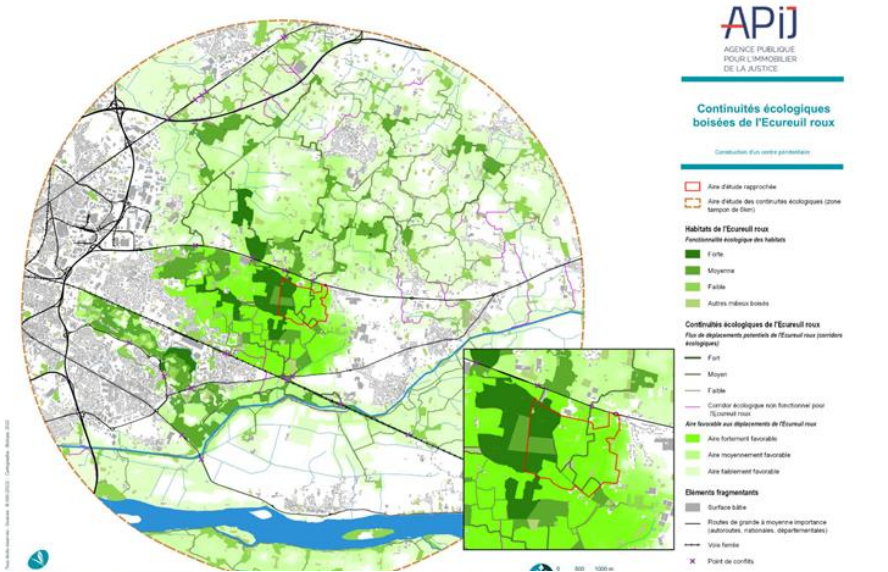 APIJ
AGENCE PUBLIQUE
POUR L'IMMOBILIER
DE LA JUSTICE
Continuités écologiques
boisées de l'Ecureuil roux
Construction d'un centre pénitentiaire
Aire d'étude rapprochée
Aire d'étude des continuités écologiques (zone
tampon de 6km)
Habitats de l'Ecureuil roux
Fonctionnalité écologique des habitats
Forte
Moyenne
Faible
Autres milieux boisés
Continuités écologiques de l'Ecureuil roux
Flux de déplacements potentiels de l'Ecureuil roux (corridors
écologiques)
Fort
Moyen
Faible
Corridor écologique non fonctionnel pour
l'Ecureuil roux
Aire favorable aux déplacements de l'Ecureuil roux
Aire fortement favorable
Aire moyennement favorable
Aire faiblement favorable
Eléments fragmentants
Surface bâtie
Routes de grande à moyenne importance
(autoroutes, nationales, départementales)
Voie ferrée
Point de conflits
0 500 1000 m